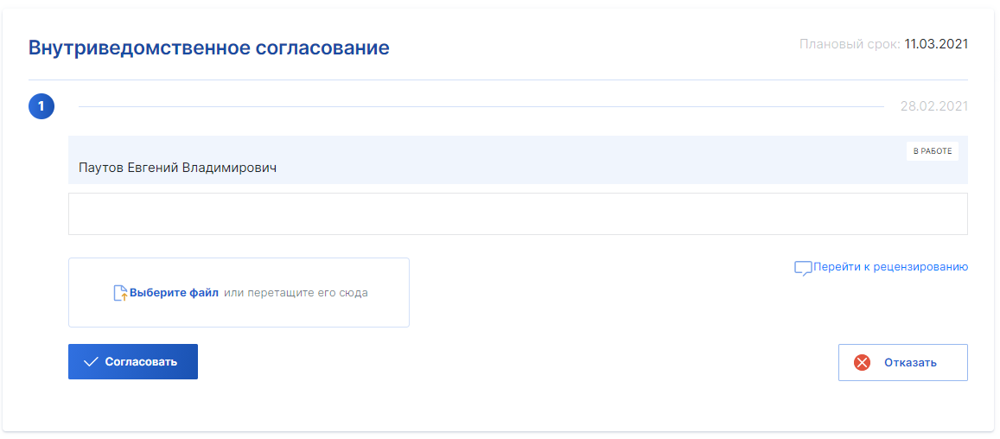 Внутриведомственное согласование
Плановый срок: 11.03.2021
1
28.02.2021
В РАБОТЕ
Паутов Евгений Владимирович
Перейти к рецензированию
Выберите файл или перетащите его сюда
Согласовать
Отказать